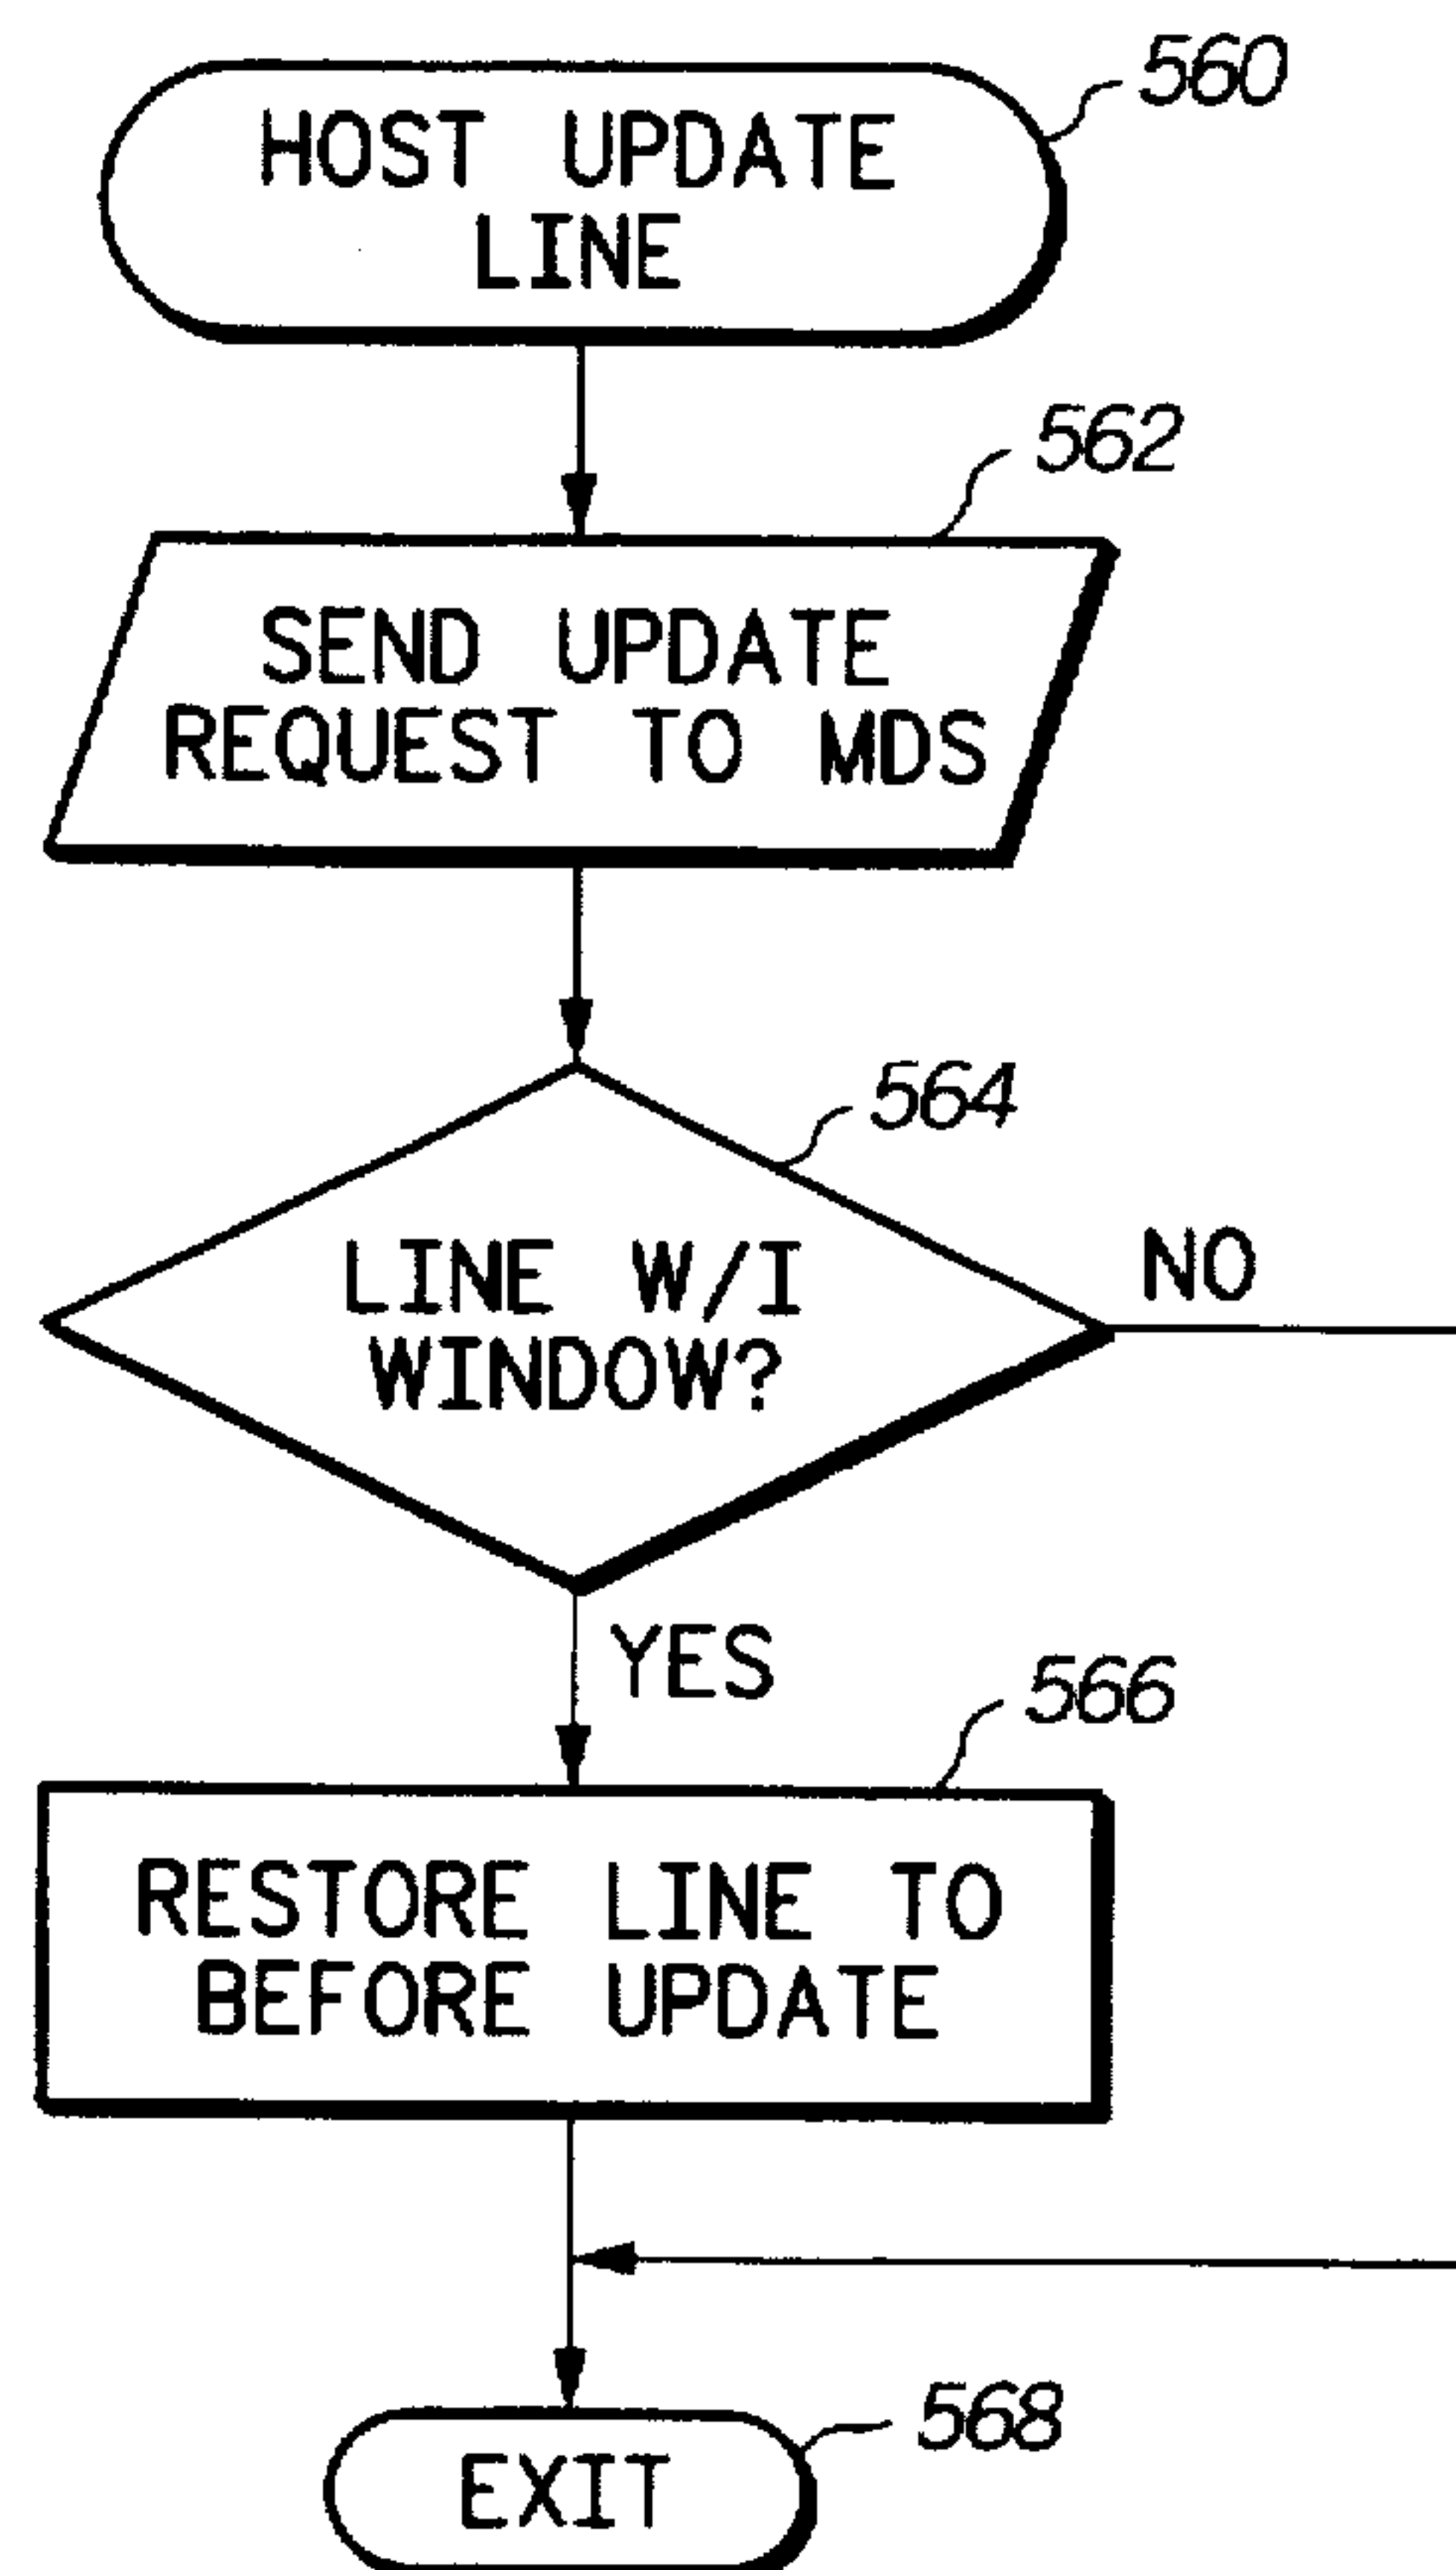 560
HOST UPDATE
LINE
562
SEND UPDATE
REQUEST TO MDS
564
LINE W/I
WINDOW?
NO
YES
566
RESTORE LINE TO
BEFORE UPDATE
568
EXIT